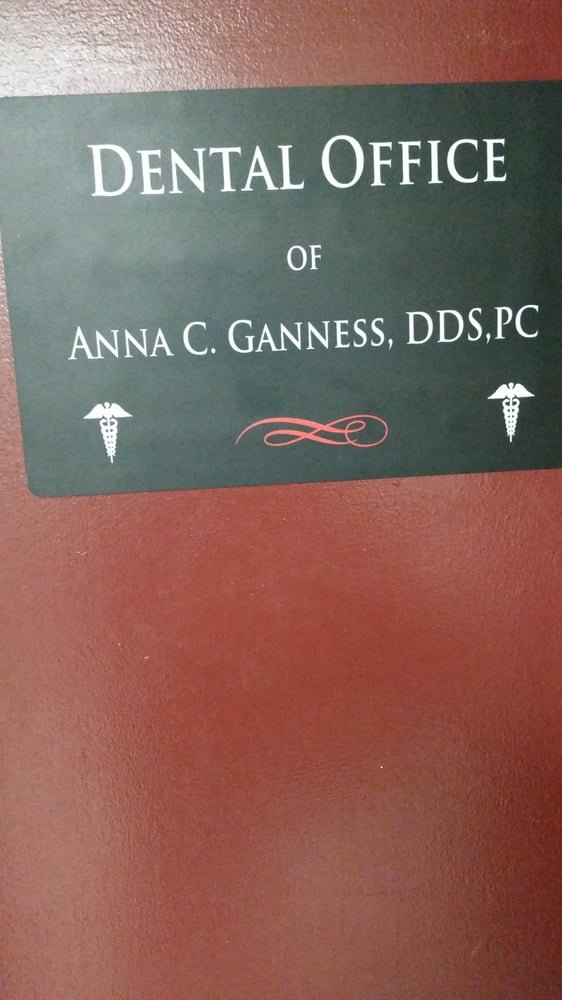 DENTAL OFFICE
OF
ANNA C. GANNESS, DDS,PC